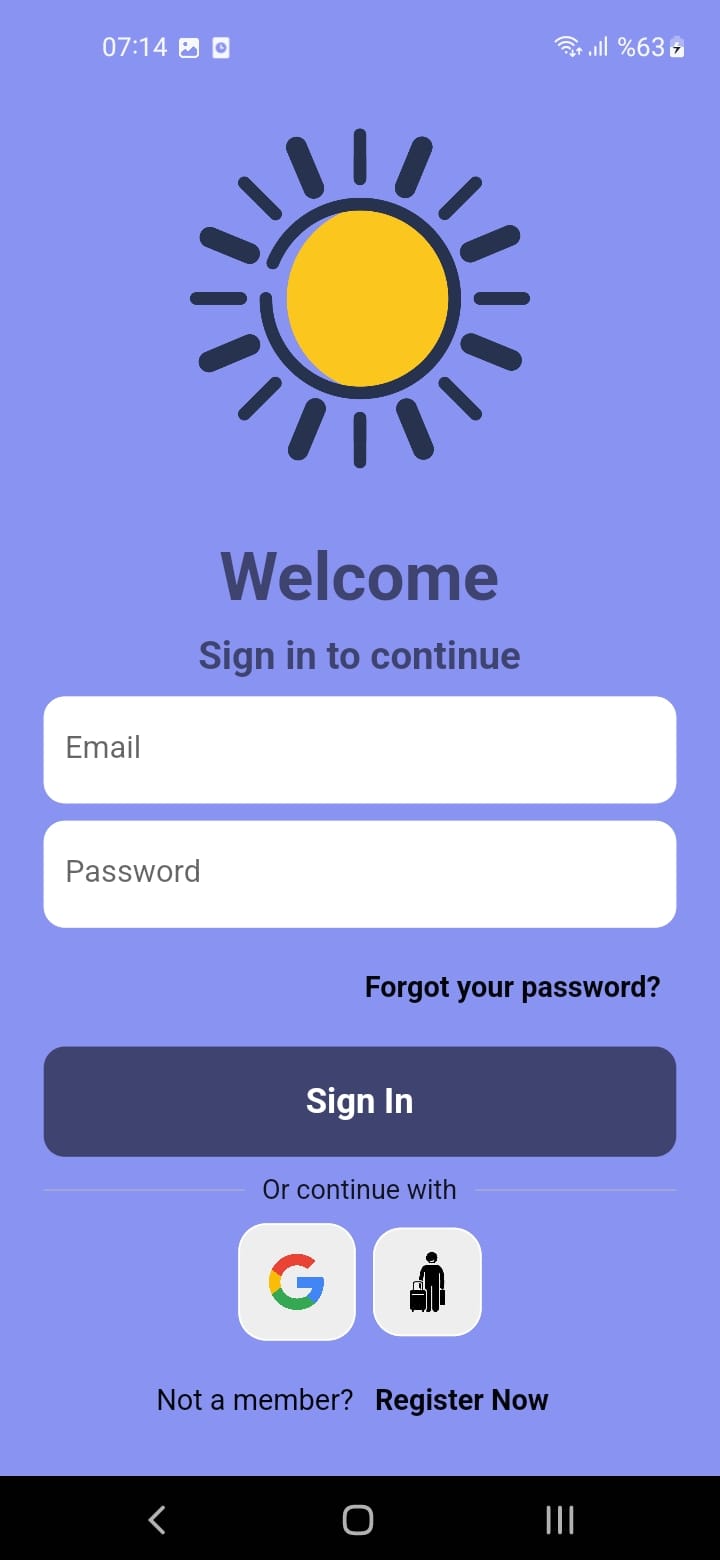 07:14 %63
Welcome
Sign in to continue
Email
Password
Forgot your password?
Sign In
Or continue with
Not a member? Register Now